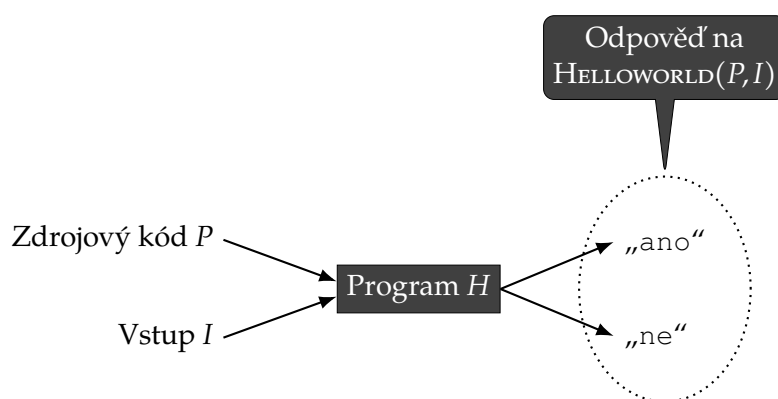 Odpověď na
HELLOWORLD(P, I)
Zdrojový kód P
„ano“
Program H
Vstup I
„ne“